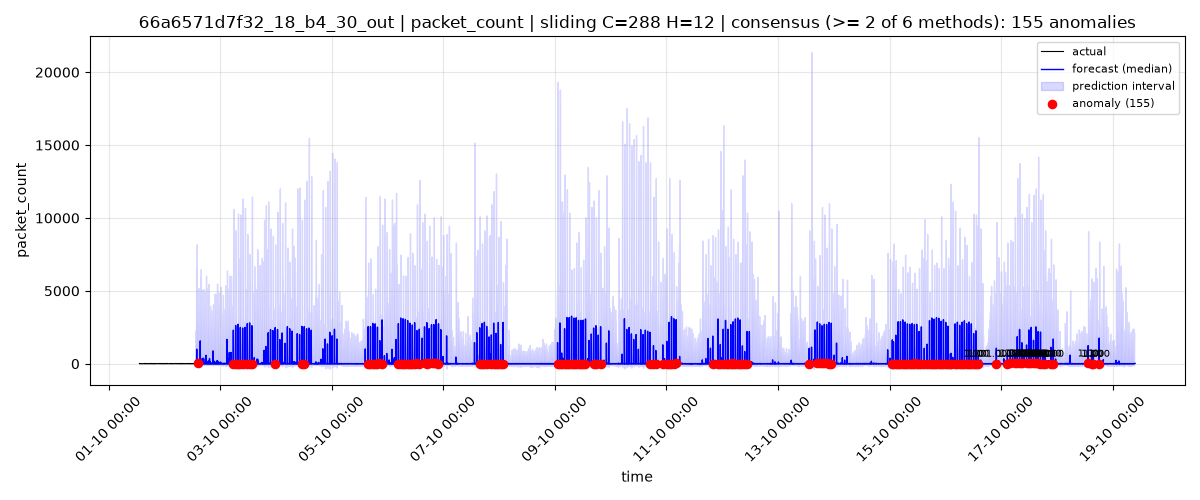 66a6571d7f32_18_b4_30_out | packet_count | sliding C=288 H=12 | consensus (>= 2 of 6 methods): 155 anomalies
actual
forecast (median)
prediction interval
anomaly (155)
packet_count
20000
15000
10000
5000
0
01-10 00:00
03-10 00:00
05-10 00:00
07-10 00:00
09-10 00:00
11-10 00:00
13-10 00:00
15-10 00:00
17-10 00:00
19-10 00:00
time